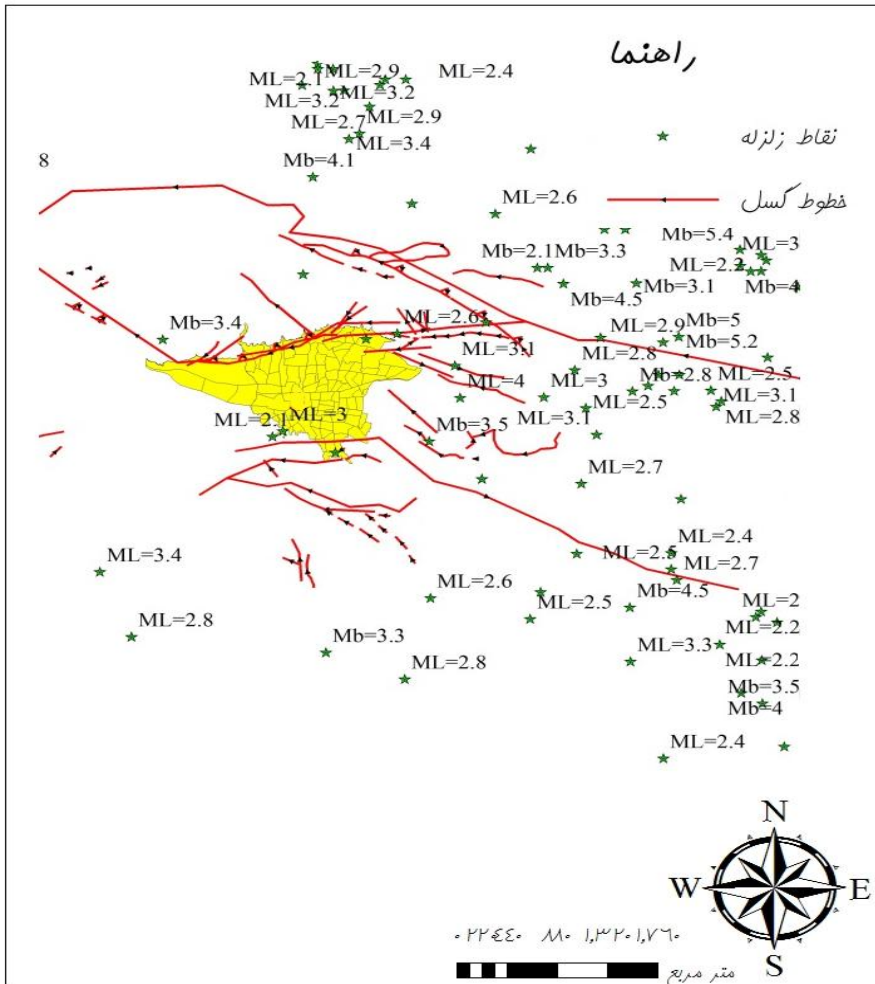 راهنما
ML=2.9
ML=2.4
ML=2.1
ML=3.2
ML=3.2
ML=2.7
ML=2.9
ML=3.4
نقاط زلزله
Mb=4.1
8
ML=2.6
خطوط گسل
Mb=5.4
ML=3
Mb=2.1
Mb=3.3
ML=2.2
Mb=4
Mb=4.5
Mb=3.1
ML=2.6
Mb=5
Mb=3.4
ML=2.9
Mb=5.2
ML=3.1
ML=2.8
Mb=2.8
ML=2.5
ML=4
ML=3
ML=2.5
ML=3.1
ML=2.1
ML=3
ML=3.1
ML=2.8
Mb=3.5
ML=2.7
ML=2.4
ML=3.4
ML=2.5
ML=2.7
ML=2.6
ML=2.5
Mb=4.5
ML=2
ML=2.8
ML=2.2
Mb=3.3
ML=3.3
ML=2.2
ML=2.8
Mb=3.5
Mb=4
ML=2.4
N
W
E
S
۰ ۲۲۰۴۴۰ ۸۸۰ ۱,۳۲۰ ۱,۷۶۰
متر مربع